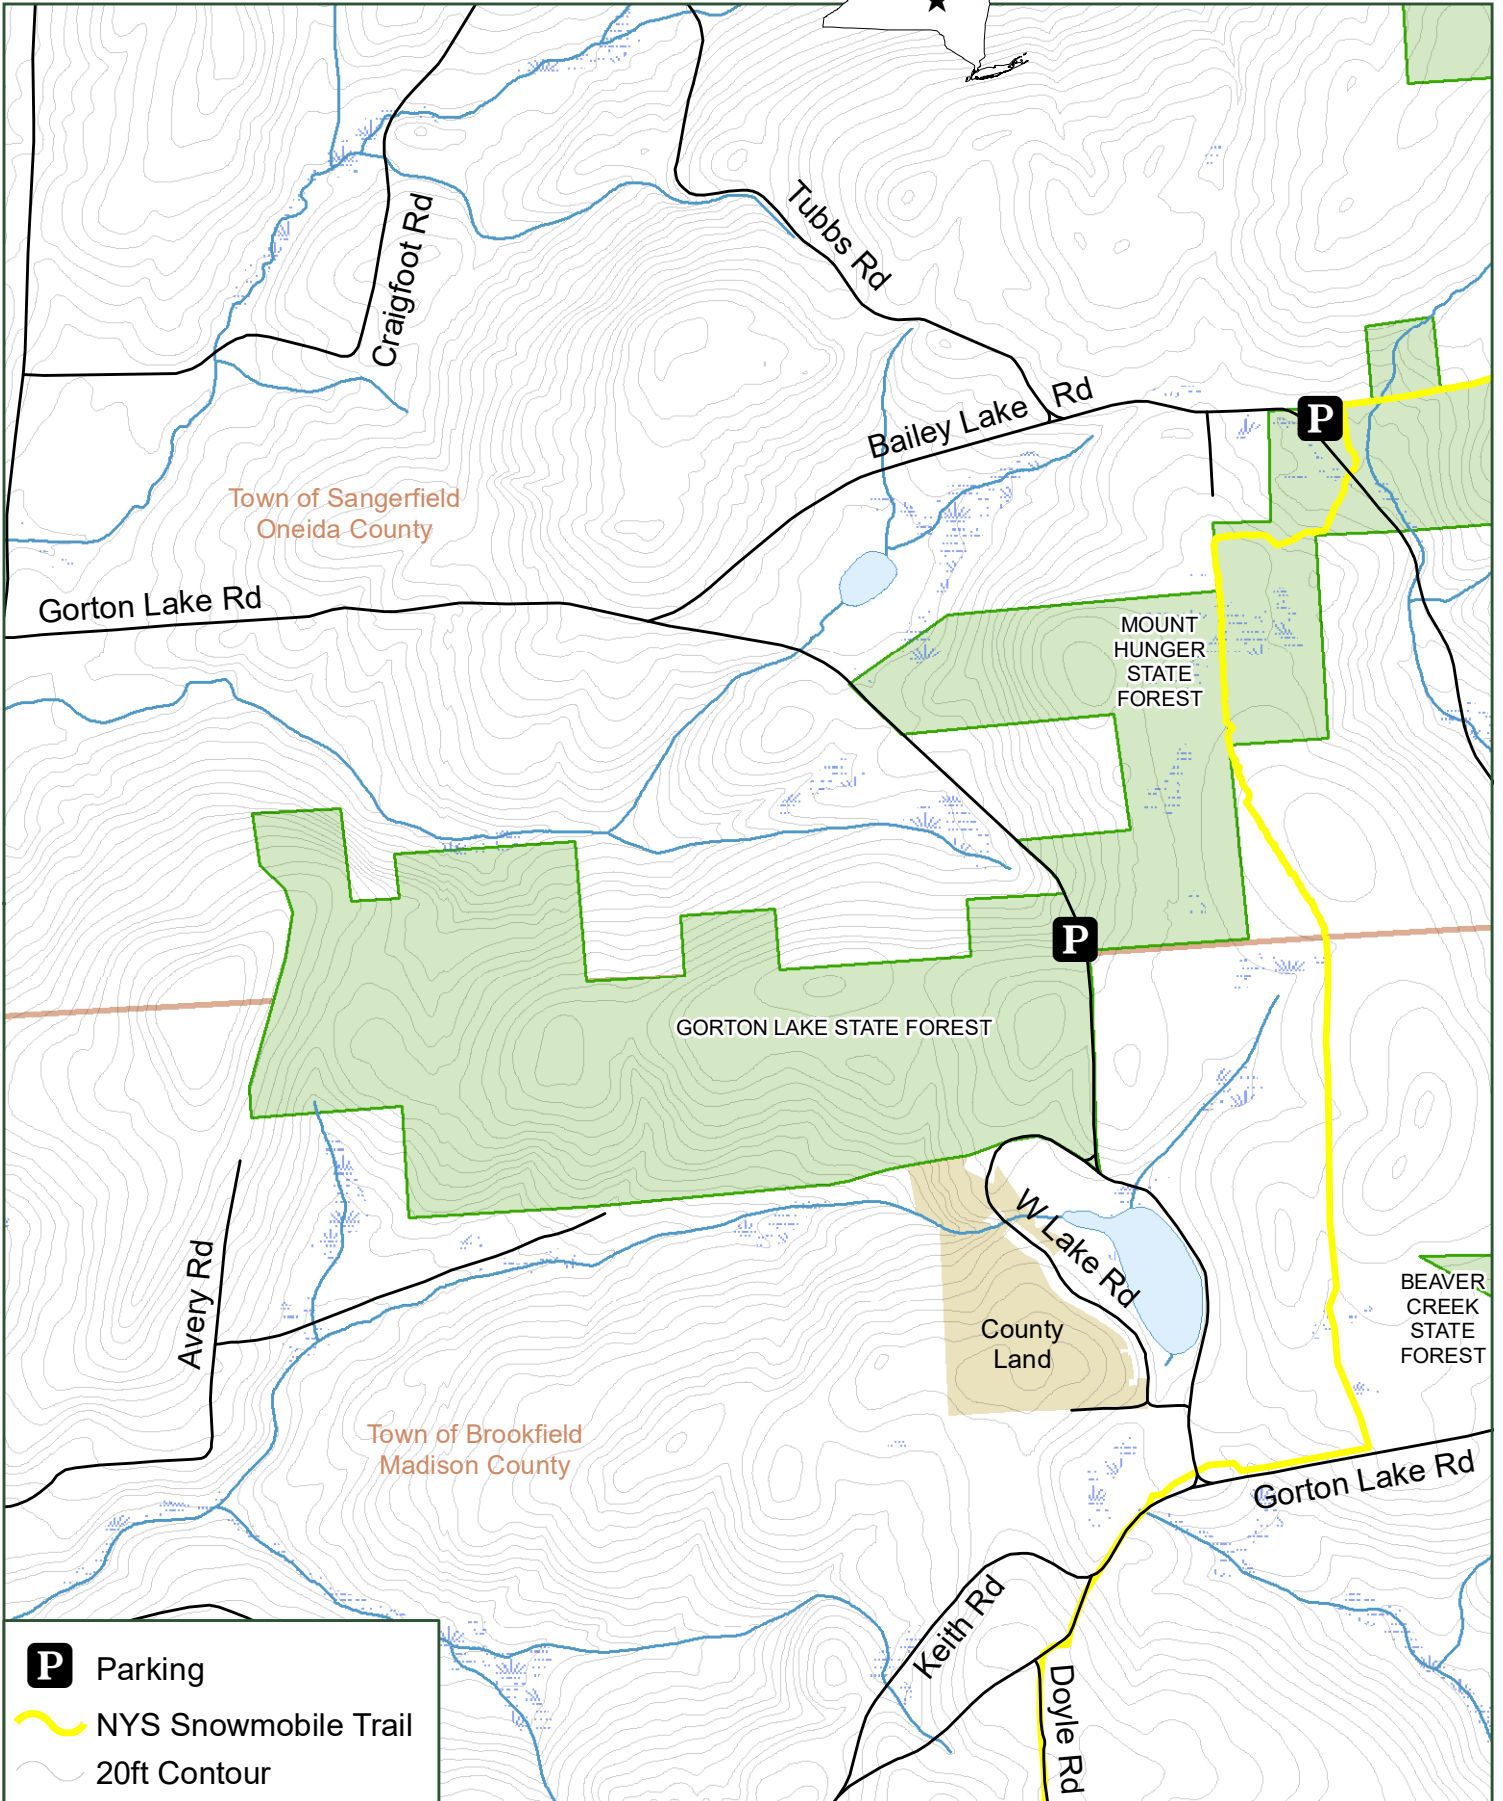 Craigfoot Rd
Tubbs Rd
Bailey Lake Rd
P
Town of Sangerfield
Oneida County
Gorton Lake Rd
MOUNT
HUNGER
STATE
FOREST
P
GORTON LAKE STATE FOREST
W Lake Rd
Avery Rd
BEAVER
CREEK
STATE
FOREST
County
Land
Town of Brookfield
Madison County
Gorton Lake Rd
Keith Rd
Doyle Rd
P Parking
NYS Snowmobile Trail
20ft Contour